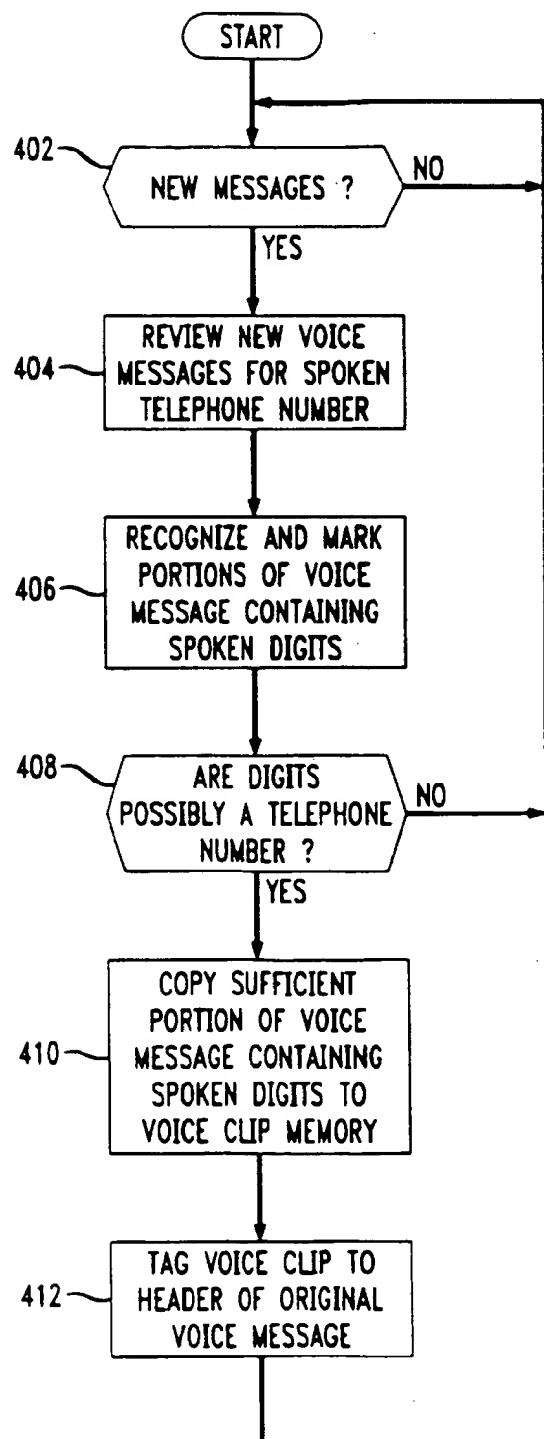 START
402
NEW MESSAGES ?
NO
YES
404
REVIEW NEW VOICE
MESSAGES FOR SPOKEN
TELEPHONE NUMBER
406
RECOGNIZE AND MARK
PORTIONS OF VOICE
MESSAGE CONTAINING
SPOKEN DIGITS
408
ARE DIGITS
POSSIBLY A TELEPHONE
NUMBER ?
NO
YES
410
COPY SUFFICIENT
PORTION OF VOICE
MESSAGE CONTAINING
SPOKEN DIGITS TO
VOICE CLIP MEMORY
412
TAG VOICE CLIP TO
HEADER OF ORIGINAL
VOICE MESSAGE